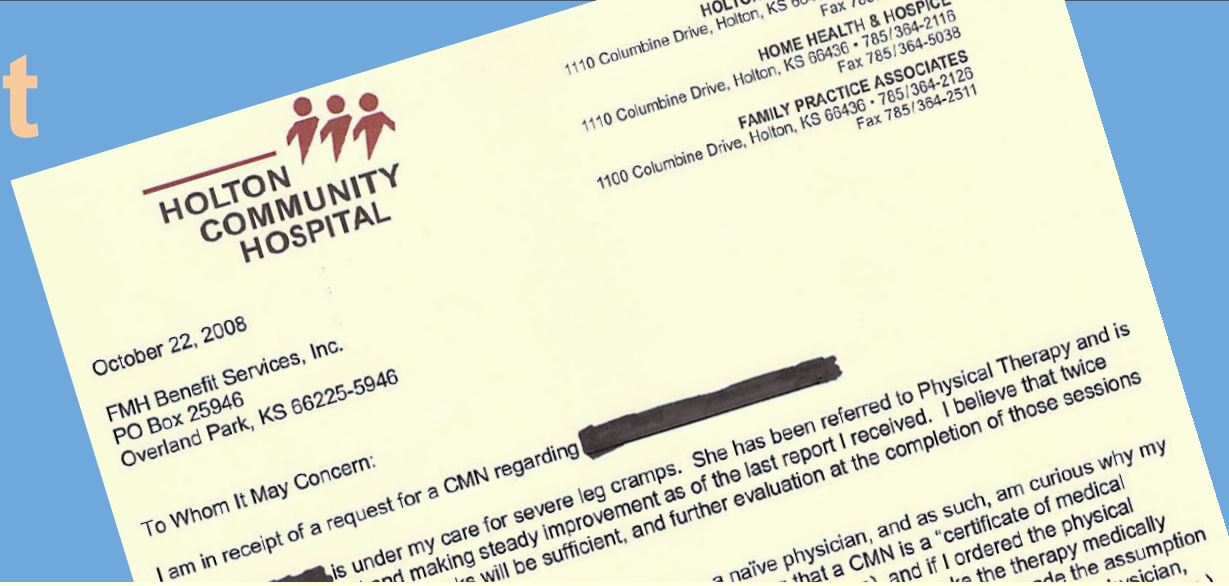 t
1110 Columbine Drive, Holton, KS
Fax
HOME HEALTH & HOSPICE
1110 Columbine Drive, Holton, KS 66436 • 785/364-2116
Fax 785/364-5038
FAMILY PRACTICE ASSOCIATES
1100 Columbine Drive, Holton, KS 66436 • 785/364-2126
Fax 785/364-2511
HOLTON
COMMUNITY
HOSPITAL
October 22, 2008
FMH Benefit Services, Inc.
PO Box 25946
Overland Park, KS 66225-5946
To Whom It May Concern:
I am in receipt of a request for a CMN regarding
is under my care for severe leg cramps. She has been referred to Physical Therapy and is
and making steady improvement as of the last report I received. I believe that twice
will be sufficient, and further evaluation at the completion of those sessions
a naïve physician, and as such, am curious why my
that a CMN is a “certificate of medical
and if I ordered the physical
the therapy medically
the assumption